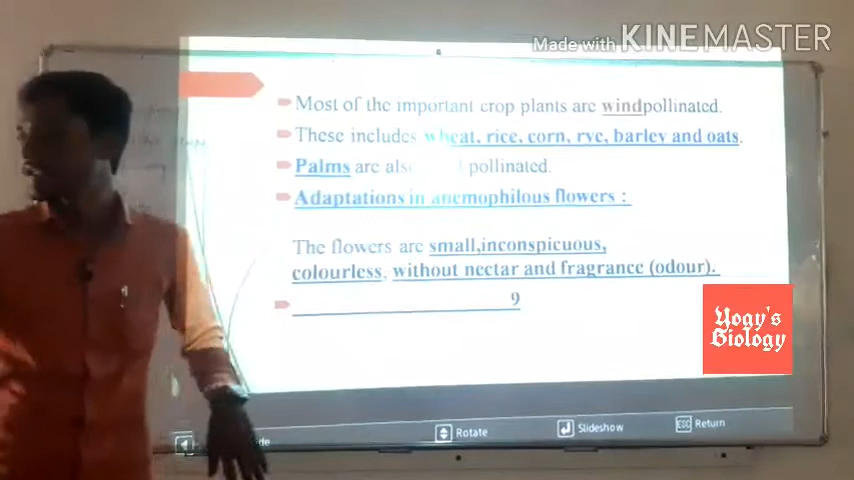 Made with KINEMASTER
Most of the important crop plants are windpollinated.
These includes wheat, rice, corn, rye, barley and oats.
Palms are also pollinated.
Adaptations in anemophilous flowers :
The flowers are small,inconspicuous,
colourless, without nectar and fragrance (odour).
9
Yogy's
Biology
Rotate
Slideshow
ESC Return